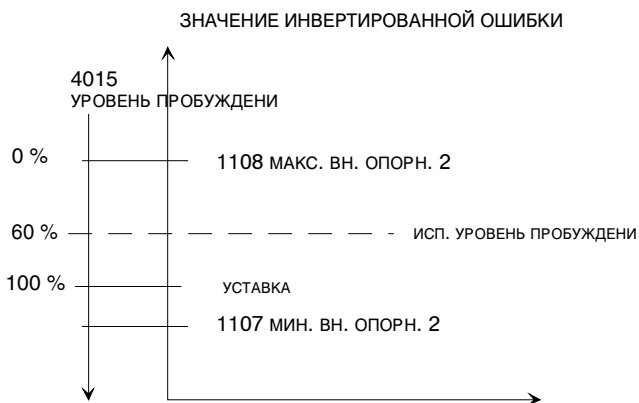 ЗНАЧЕНИЕ ИНВЕРТИРОВАННОЙ ОШИБКИ
4015
УРОВЕНЬ ПРОБУЖДЕНИ
0 %
1108 МАКС. ВН. ОПОРН. 2
60 %
ИСП. УРОВЕНЬ ПРОБУЖДЕНИ
100 %
УСТАВКА
1107 МИН. ВН. ОПОРН. 2